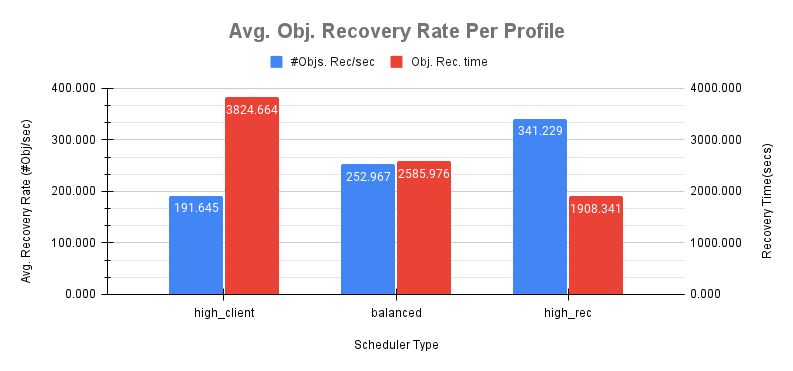 Avg. Obj. Recovery Rate Per Profile
#Objs. Rec/sec
Obj. Rec. time
Avg. Recovery Rate (#Obj/sec)
400.000
300.000
200.000
100.000
0.000
191.645
3824.664
252.967
2585.976
341.229
1908.341
4000.000
3000.000
2000.000
1000.000
0.000
Recovery Time(secs)
high_client
balanced
high_rec
Scheduler Type